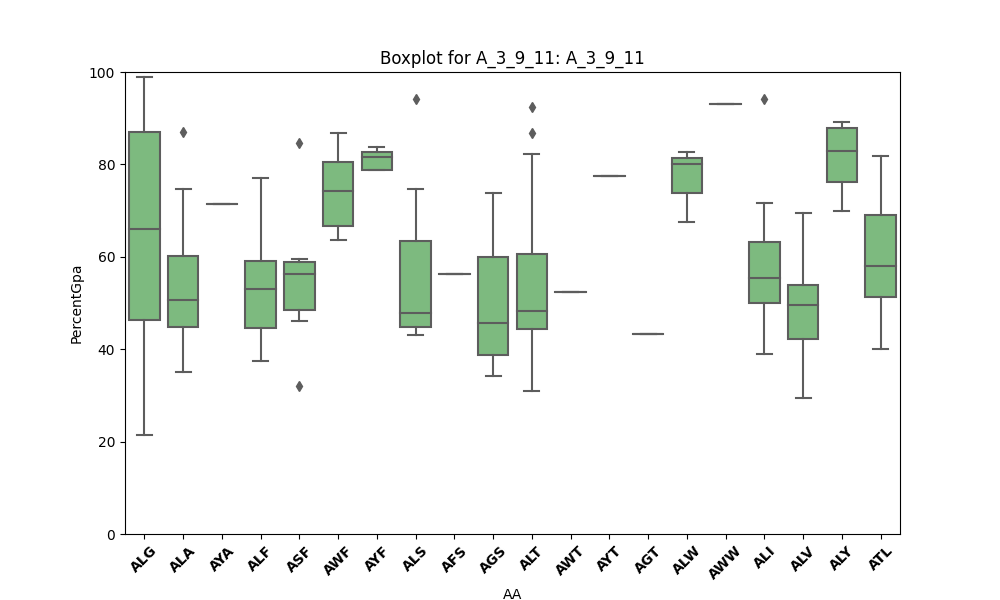 Boxplot for A_3_9_11: A_3_9_11
PercentGpa
100
80
60
40
20
0
ALG ALA AYA ALF ASF AWF AYF ALS AFS AGS ALT AWT AYT AGT ALW AWW ALI ALV ALY ATL
AA